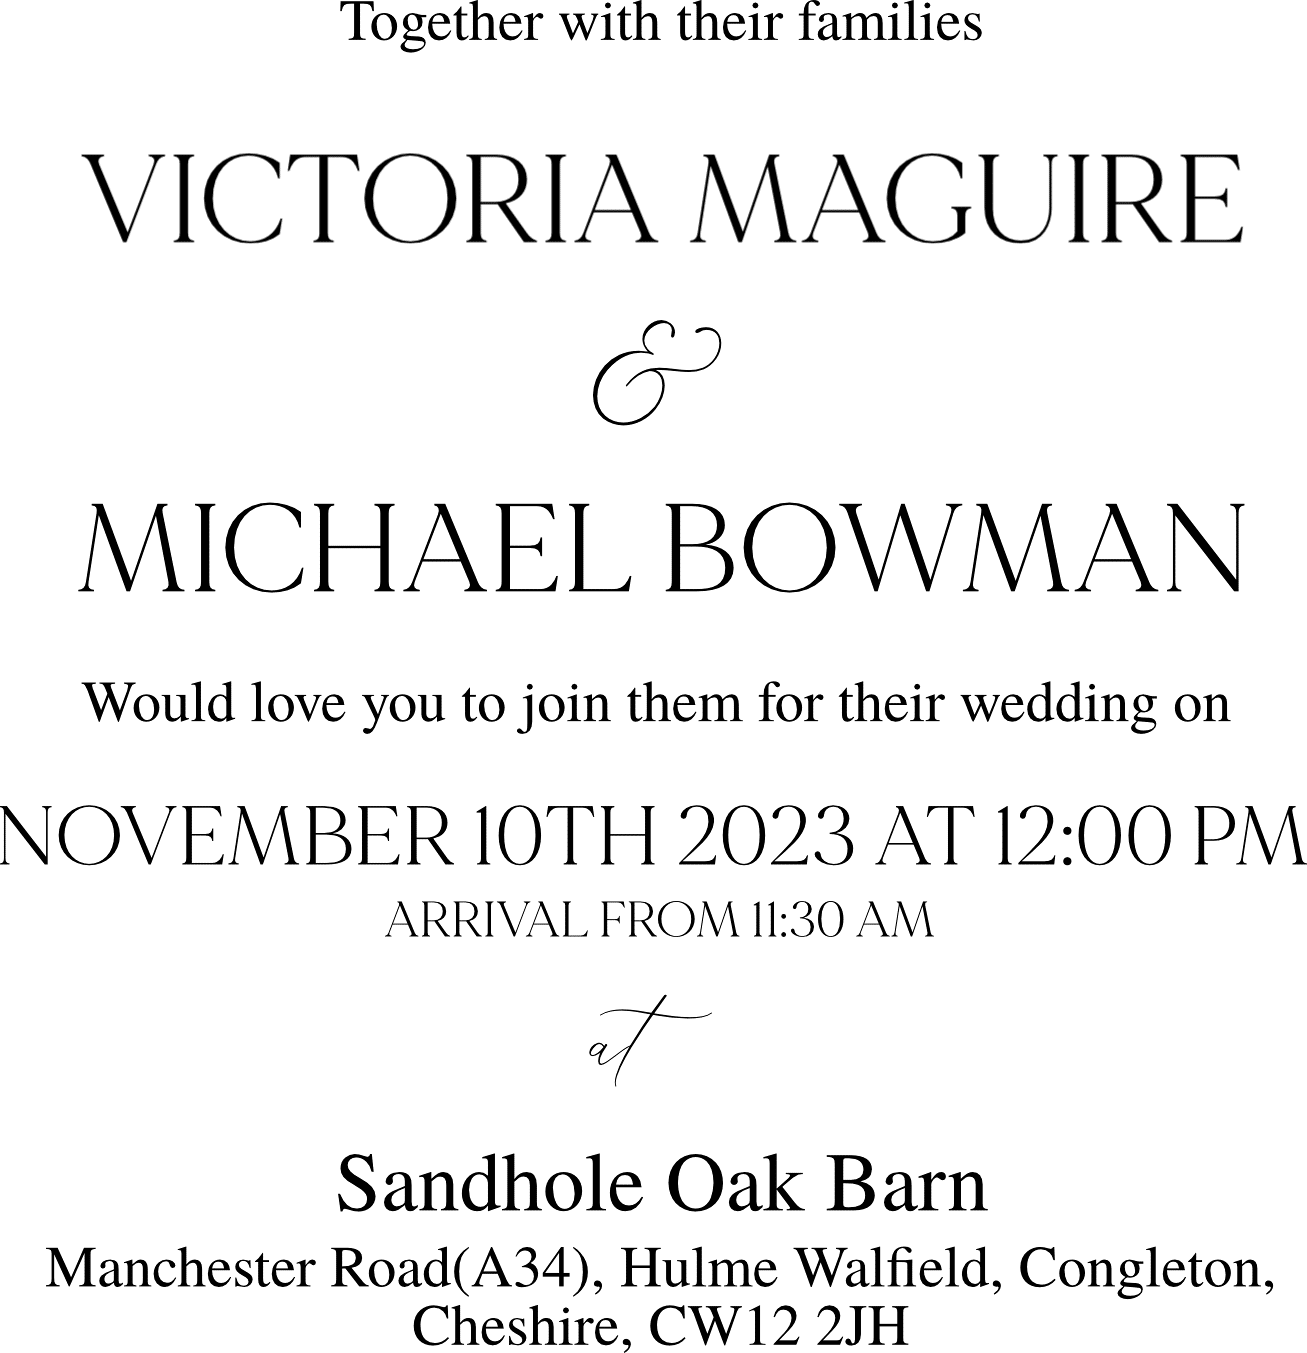 Together with their families
VICTORIA MAGUIRE
&
MICHAEL BOWMAN
Would love you to join them for their wedding on
NOVEMBER 10TH 2023 AT 12:00 PM
ARRIVAL FROM 11:30 AM
at
Sandhole Oak Barn
Manchester Road(A34), Hulme Walfield, Congleton,
Cheshire, CW12 2JH